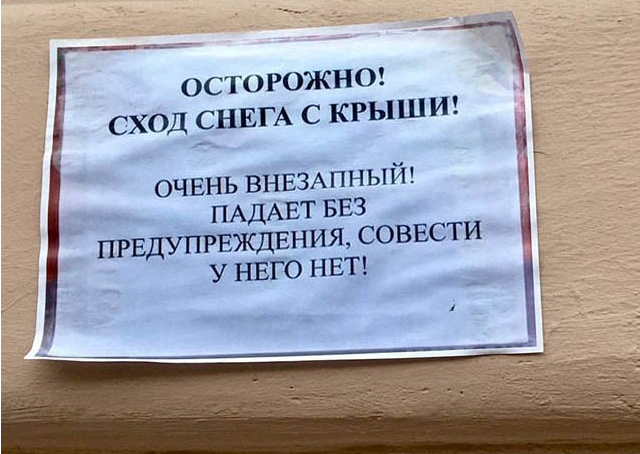 ОСТОРОЖНО!
СХОД СНЕГА С КРЫШИ!
ОЧЕНЬ ВНЕЗАПНЫЙ!
ПАДАЕТ БЕЗ
ПРЕДУПРЕЖДЕНИЯ, СОВЕСТИ
У НЕГО НЕТ!